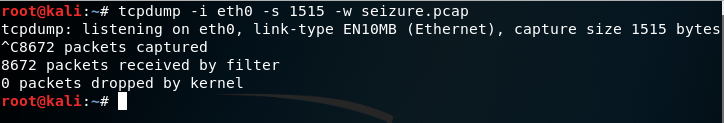 root@kali:~# tcpdump -i eth0 -s 1515 -w seizure.pcap
tcpdump: listening on eth0, link-type EN10MB (Ethernet), capture size 1515 bytes
^C8672 packets captured
8672 packets received by filter
0 packets dropped by kernel
root@kali:~#